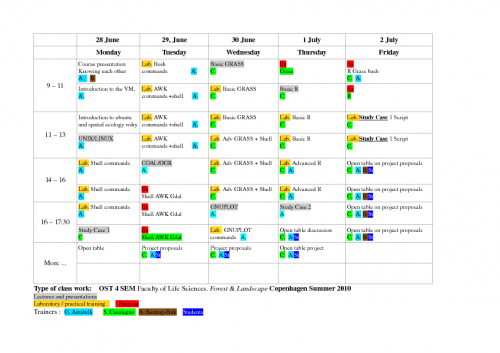 28 June 29, June 30 June 1 July 2 July
Monday Tuesday Wednesday Thursday Friday
9 – 11
Course presentation
Knowing each other
A.
Lab. Bash
commands A.
Basic GRASS
C.
Ex
Grass
Ex
R Grass bash
C. A.
Introduction to the VM,
A.
Lab. AWK
commands +shell A.
Lab. Basic GRASS
C.
Basic R
C.
Ex
R
11 – 13
Introduction to ubuntu
and spatial ecology wiky
Lab. AWK
commands +shell A.
Lab. Basic GRASS
C.
Lab. Basic R
C.
Lab. Study Case 1 Script
C.
UNIX/LINUX
A.
Lab. AWK
commands +shell A.
Lab. Adv GRASS + Shell
C.
Lab. Basic R
C.
Lab. Study Case 1 Script
C.
14 – 16
Lab. Shell commands
A.
GDAL/OGR
A.
Lab. Adv GRASS + Shell
C.
Lab. Advanced R
C. A.
Open table on project proposals
C. A.
Lab. Shell commands
A.
Ex
Shell AWK Gdal
Lab. Adv GRASS + Shell
C.
Lab. Advanced R
C. A.
Open table on project proposals
C. A.
16 – 17:30
Lab. Shell commands
A.
Ex
Shell AWK Gdal
GNUPLOT
A.
Study Case 2
A
Open table on project proposals
C. A.
Study Case 1
C
Ex
Shell AWK Gdal
Lab. GNUPLOT
commands A.
Open table discussion
C. A.
Open table on project proposals
C. A.
More ...
Open table
Project proposals
C. A.
Project proposals
C. A.
Open table project
C. A.
Type of class work: OST 4 SEM Faculty of Life Sciences. Forest & Landscape Copenhagen Summer 2010
Lectures and presentations
Laboratory / practical training
Trainers : G. Amatulli S. Casalegno Students